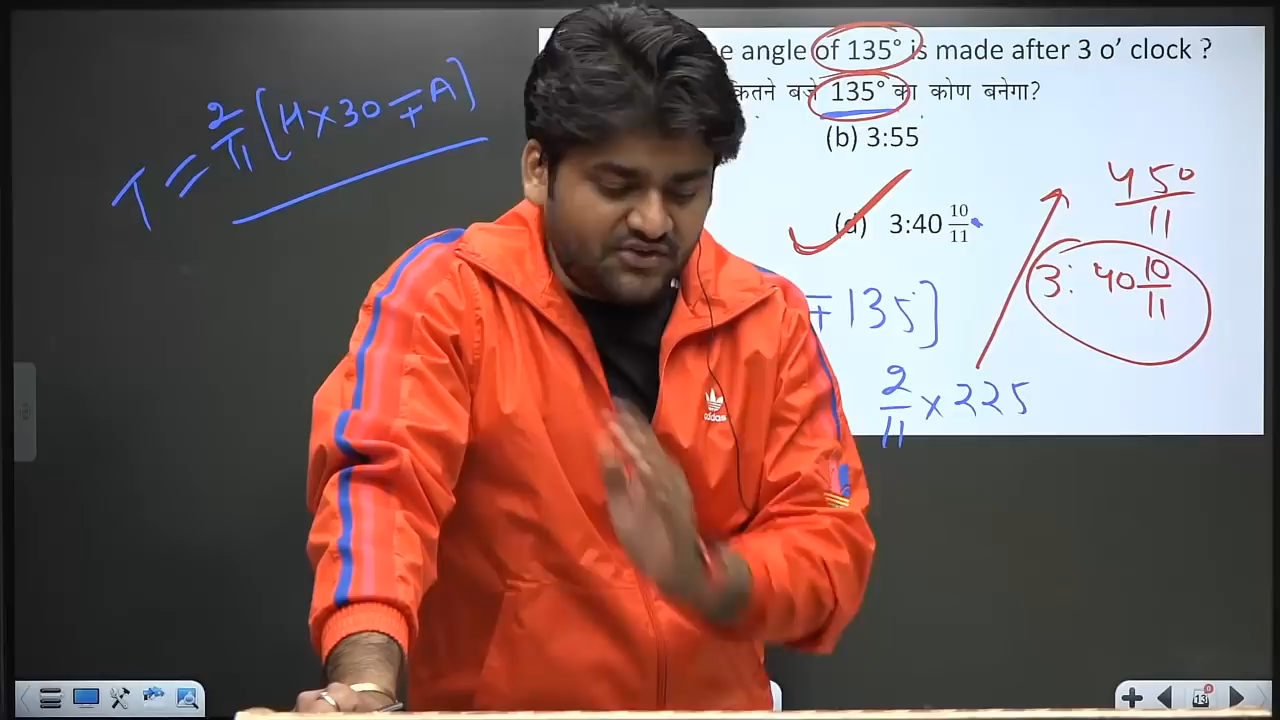 T = 2/11 [H×30 ∓ A]
e angle of 135° is made after 3 o' clock ?
कितने बजे 135° का कोण बनेगा?
(b) 3:55
(d) 3:40 10/11
450/11
3: 40 10/11
∓ 135]
2/11 × 225
adidas
13